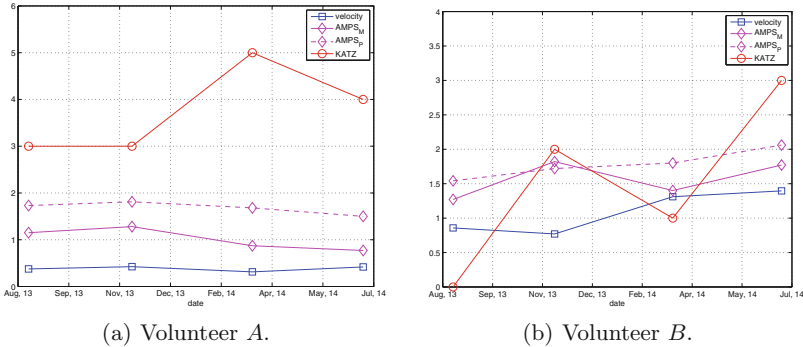 6
5
4
3
2
1
0
Aug, 13 Sep, 13 Nov, 13 Dec, 13 Feb, 14 Apr, 14 May, 14 Jul, 14
date
velocity
AMPS_M
AMPS_P
KATZ
(a) Volunteer A.
4
3.5
3
2.5
2
1.5
1
0.5
0
Aug, 13 Sep, 13 Nov, 13 Dec, 13 Feb, 14 Apr, 14 May, 14 Jul, 14
date
velocity
AMPS_M
AMPS_P
KATZ
(b) Volunteer B.